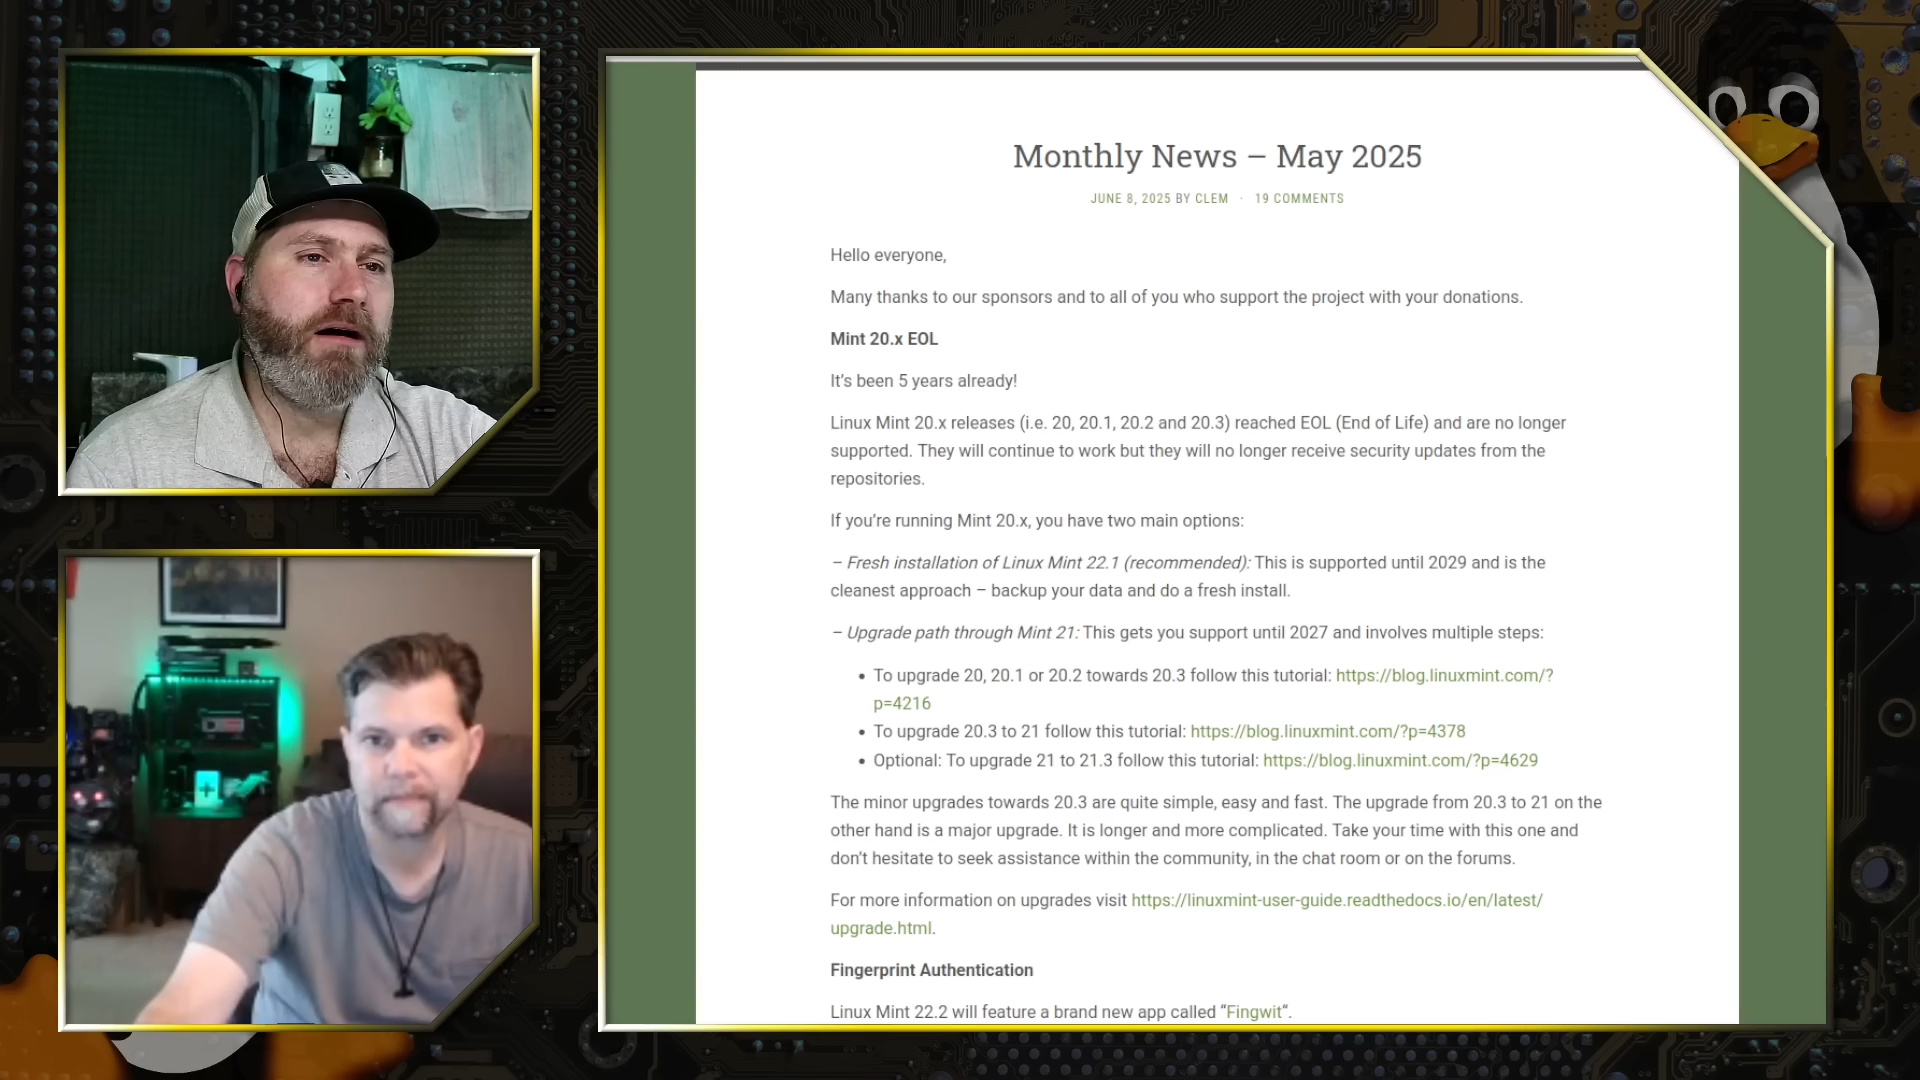 Monthly News – May 2025
JUNE 8, 2025 BY CLEM · 19 COMMENTS
Hello everyone,
Many thanks to our sponsors and to all of you who support the project with your donations.
Mint 20.x EOL
It’s been 5 years already!
Linux Mint 20.x releases (i.e. 20, 20.1, 20.2 and 20.3) reached EOL (End of Life) and are no longer
supported. They will continue to work but they will no longer receive security updates from the
repositories.
If you’re running Mint 20.x, you have two main options:
– Fresh installation of Linux Mint 22.1 (recommended): This is supported until 2029 and is the
cleanest approach – backup your data and do a fresh install.
– Upgrade path through Mint 21: This gets you support until 2027 and involves multiple steps:
• To upgrade 20, 20.1 or 20.2 towards 20.3 follow this tutorial: https://blog.linuxmint.com/?
p=4216
• To upgrade 20.3 to 21 follow this tutorial: https://blog.linuxmint.com/?p=4378
• Optional: To upgrade 21 to 21.3 follow this tutorial: https://blog.linuxmint.com/?p=4629
The minor upgrades towards 20.3 are quite simple, easy and fast. The upgrade from 20.3 to 21 on the
other hand is a major upgrade. It is longer and more complicated. Take your time with this one and
don’t hesitate to seek assistance within the community, in the chat room or on the forums.
For more information on upgrades visit https://linuxmint-user-guide.readthedocs.io/en/latest/
upgrade.html.
Fingerprint Authentication
Linux Mint 22.2 will feature a brand new app called “Fingwit“.